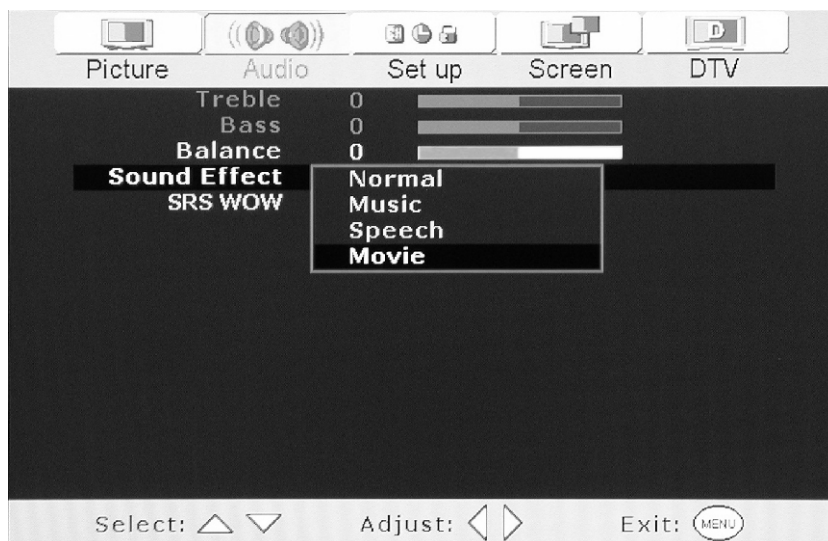 Picture Audio Set up Screen DTV
Treble 0
Bass 0
Balance 0
Sound Effect Normal
SRS WOW Music
Speech
Movie
Select: Adjust: Exit: MENU